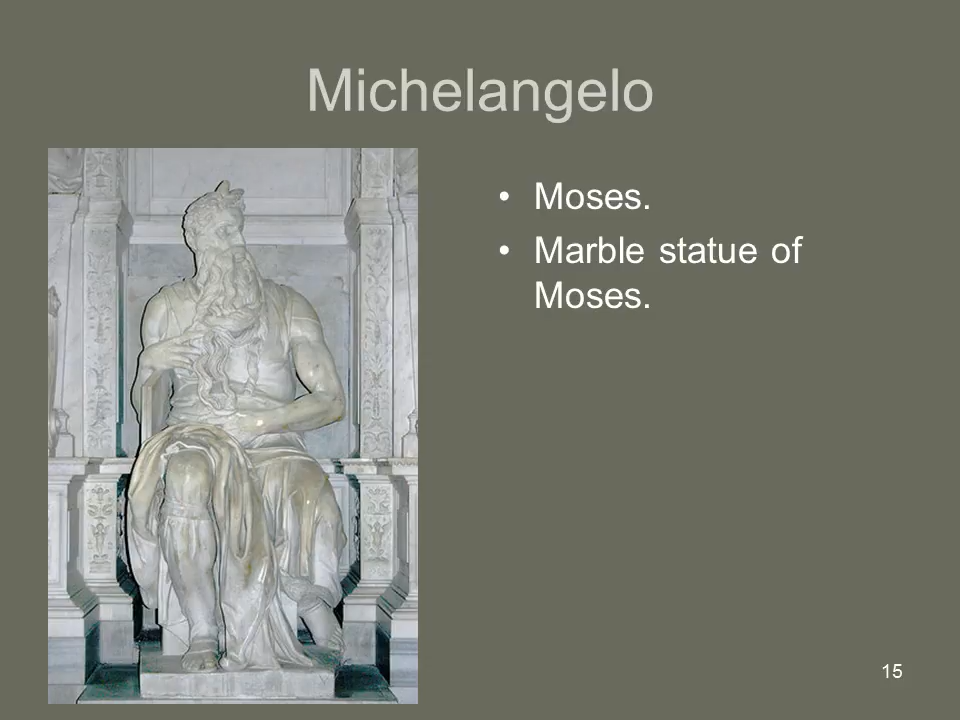 Michelangelo
• Moses.
• Marble statue of
Moses.
15